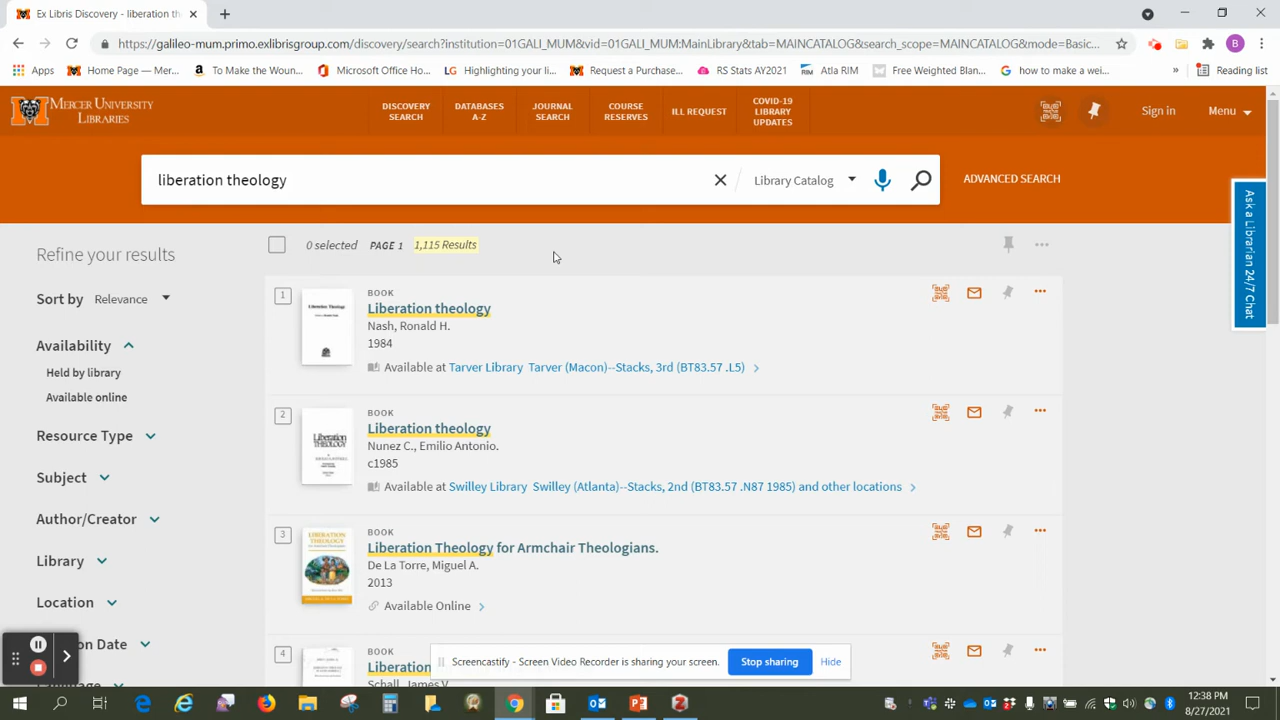 Ex Libris Discovery - liberation th
https://galileo-mum.primo.exlibrisgroup.com/discovery/search?institution=01GALI_MUM&vid=01GALI_MUM:MainLibrary&tab=MAINCATALOG&search_scope=MAINCATALOG&mode=Basic...
B
Apps
Home Page — Mer...
To Make the Woun...
Microsoft Office Ho...
LG Highlighting your li...
Request a Purchase...
RS Stats AY2021
RIM Atla RIM
Free Weighted Blan...
how to make a wei...
»
Reading list
MERCER UNIVERSITY
LIBRARIES
DISCOVERY
SEARCH
DATABASES
A-Z
JOURNAL
SEARCH
COURSE
RESERVES
ILL REQUEST
COVID-19
LIBRARY
UPDATES
Sign in
Menu
liberation theology
Library Catalog
ADVANCED SEARCH
Ask a Librarian 24/7 Chat
Refine your results
Sort by Relevance
Availability
Held by library
Available online
Resource Type
Subject
Author/Creator
Library
Location
on Date
0 selected PAGE 1 1,115 Results
1
BOOK
Liberation theology
Nash, Ronald H.
1984
Available at Tarver Library Tarver (Macon)--Stacks, 3rd (BT83.57 .L5)
2
BOOK
Liberation theology
Nunez C., Emilio Antonio.
c1985
Available at Swilley Library Swilley (Atlanta)--Stacks, 2nd (BT83.57 .N87 1985) and other locations
3
BOOK
Liberation Theology for Armchair Theologians.
De La Torre, Miguel A.
2013
Available Online
4
Liberation
Schall, James V.
Screencastify - Screen Video Recorder is sharing your screen.
Stop sharing
Hide
12:38 PM
8/27/2021